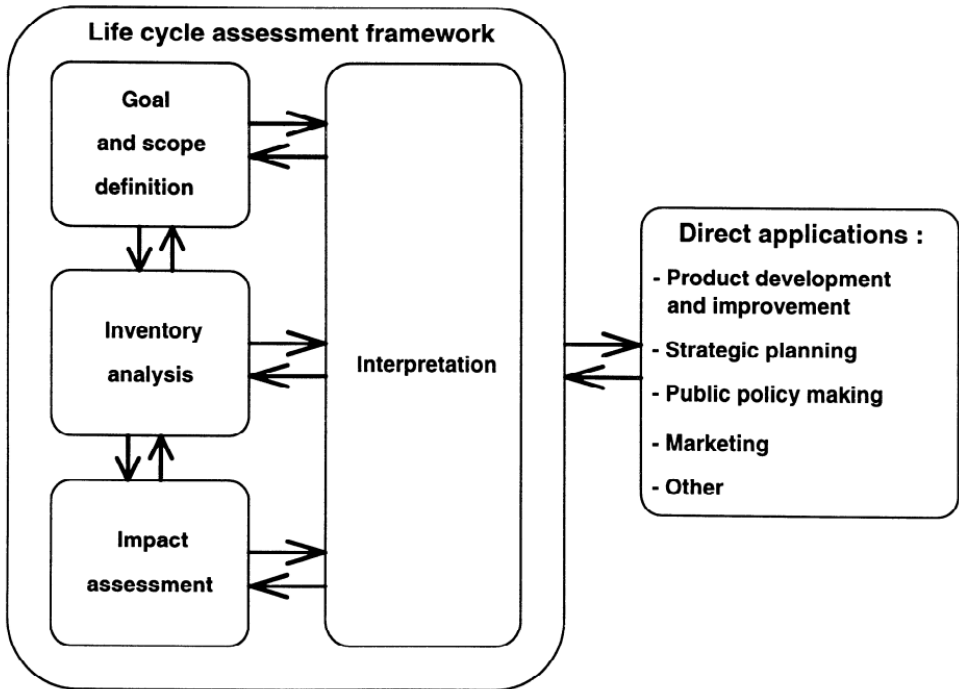 Life cycle assessment framework
Goal
and scope
definition
Inventory
analysis
Impact
assessment
Interpretation
Direct applications :
- Product development
and improvement
- Strategic planning
- Public policy making
- Marketing
- Other